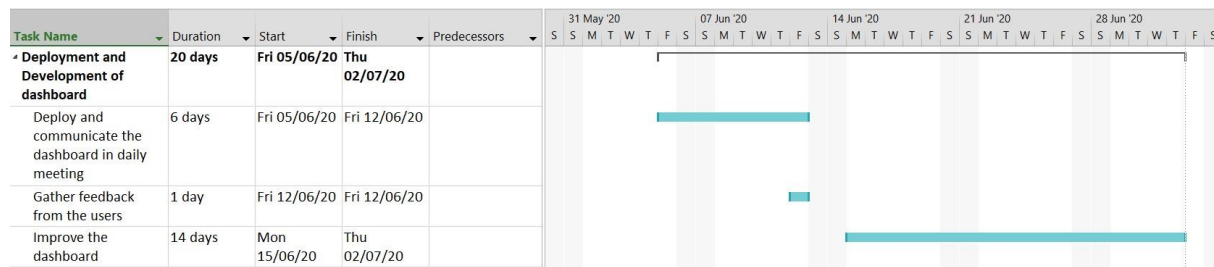 31 May '20 07 Jun '20 14 Jun '20 21 Jun '20 28 Jun '20
Task Name Duration Start Finish Predecessors S S M T W T F S S M T W T F S S M T W T F S S M T W T F S S M T W T F S
Deployment and 20 days Fri 05/06/20 Thu
Development of 02/07/20
dashboard
Deploy and 6 days Fri 05/06/20 Fri 12/06/20
communicate the
dashboard in daily
meeting
Gather feedback 1 day Fri 12/06/20 Fri 12/06/20
from the users
Improve the 14 days Mon Thu
dashboard 15/06/20 02/07/20